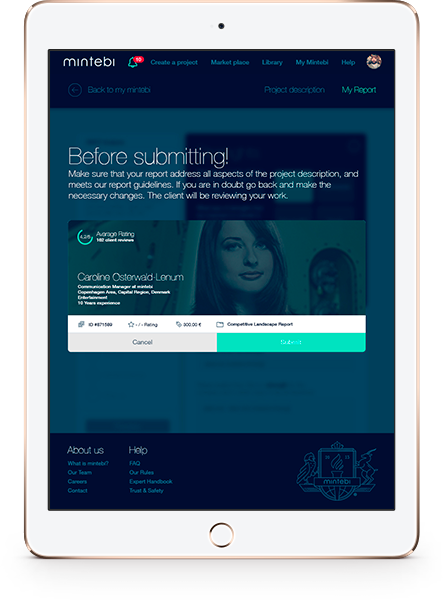 mintebi 10 Create a project Market place Library My Mintebi Help
Back to my mintebi Project description My Report
Before submitting!
Make sure that your report address all aspects of the project description, and
meets our report guidelines. If you are in doubt go back and make the
necessary changes. The client will be reviewing your work.
4.2/5 Average Rating
182 client reviews
Caroline Osterwald-Lenum
Communication Manager at mintebi
Copenhagen Area, Capital Region, Denmark
Entertainment
10 Years experience
ID #871589 - / - Rating 300.00 € Competitive Landscape Report
Cancel Submit
About us Help
What is mintebi? FAQ
Our Team Our Rules
Careers Expert Handbook
Contact Trust & Safety
mintebi